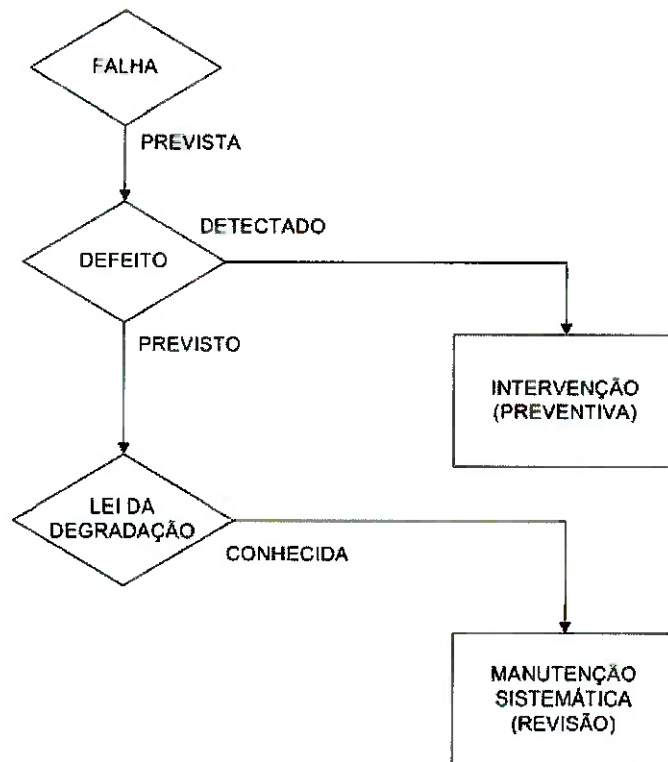 FALHA
PREVISTA
DETECTADO
DEFEITO
PREVISTO
INTERVENÇÃO
(PREVENTIVA)
LEI DA
DEGRADAÇÃO
CONHECIDA
MANUTENÇÃO
SISTEMÁTICA
(REVISÃO)